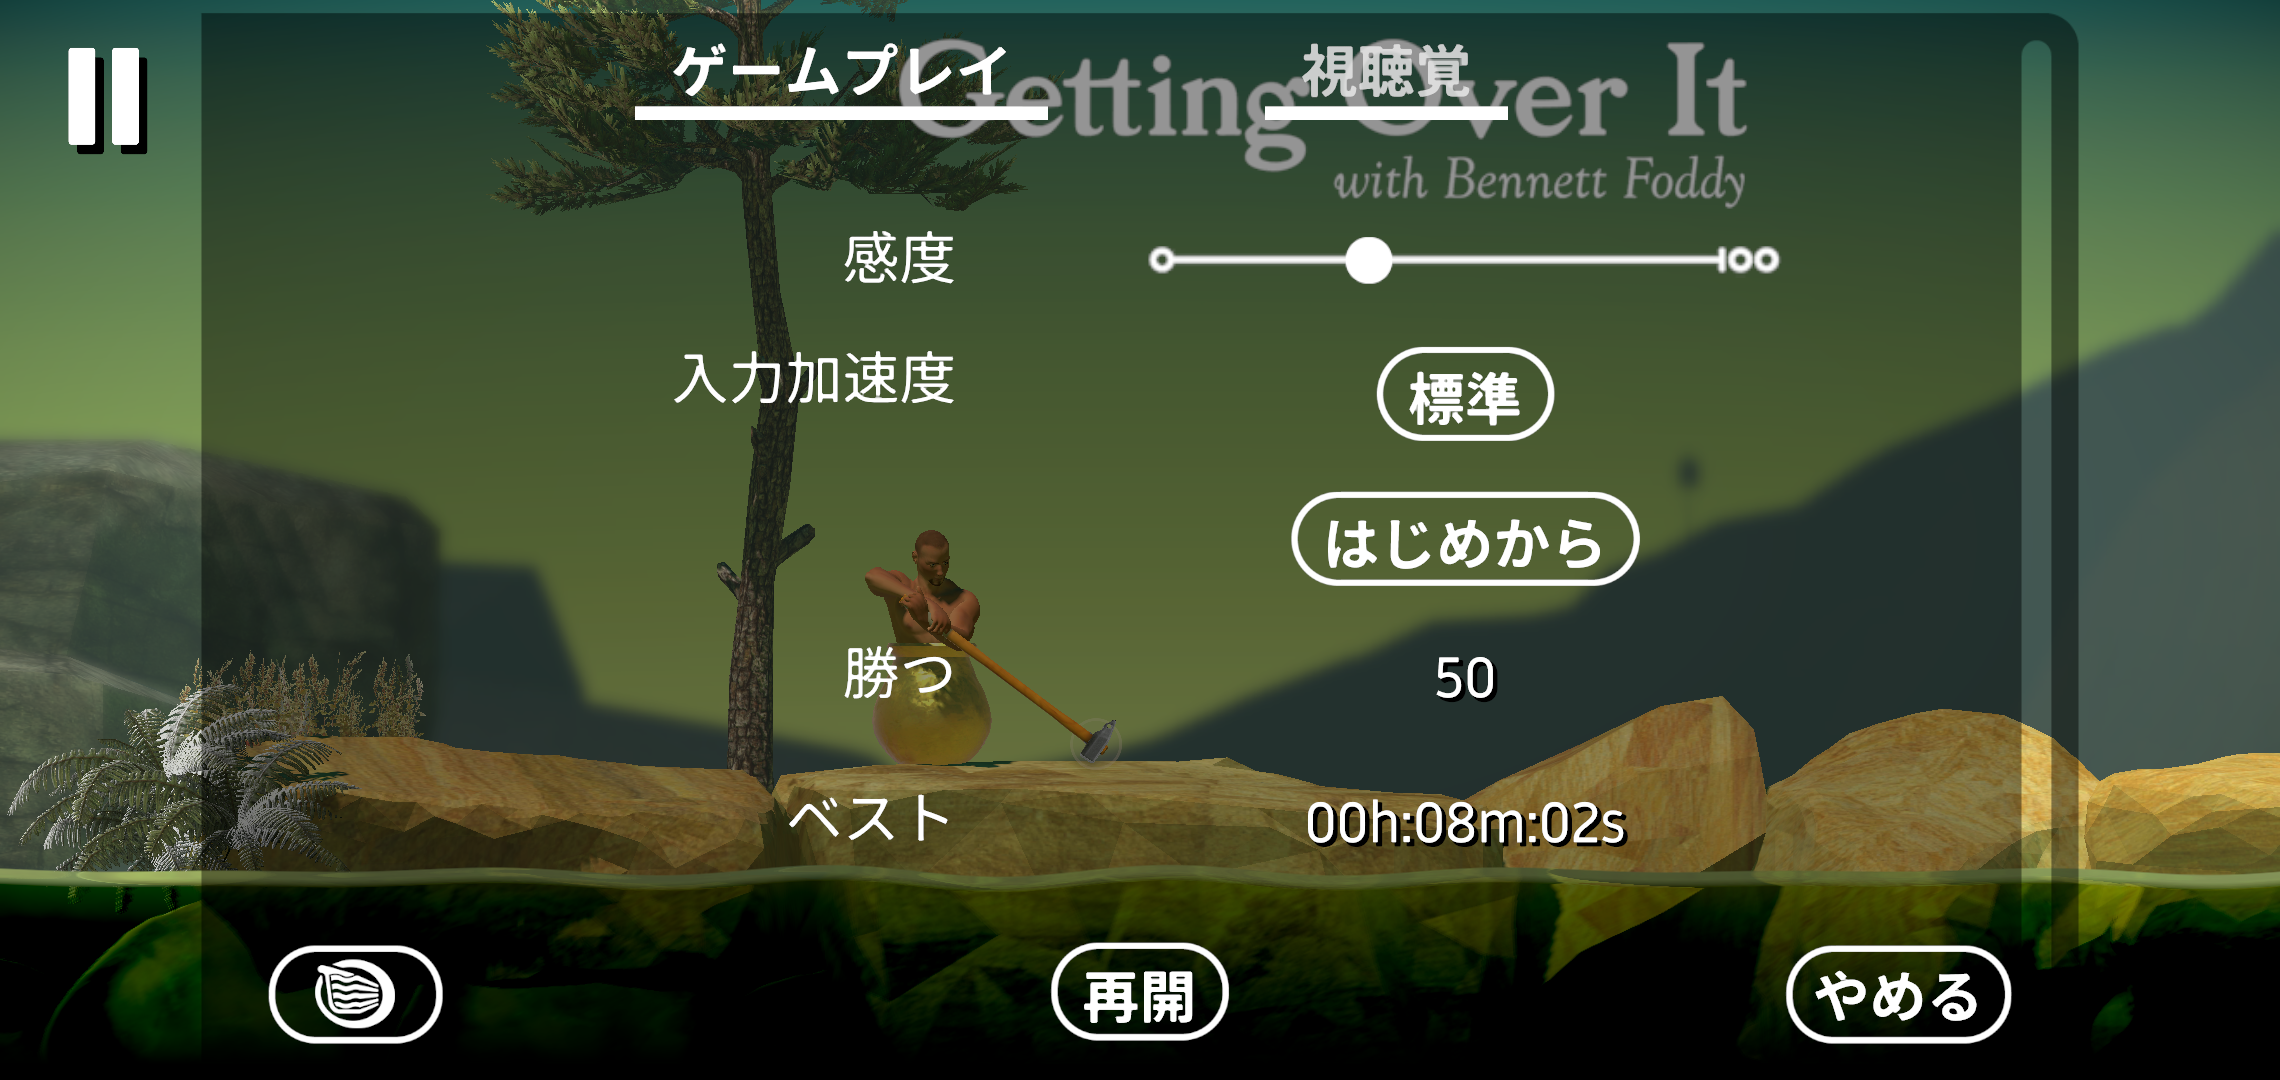 ゲームプレイ 視聴覚
Getting Over It
with Bennett Foddy
感度 0 100
入力加速度 標準
はじめから
勝つ 50
ベスト 00h:08m:02s
再開 やめる